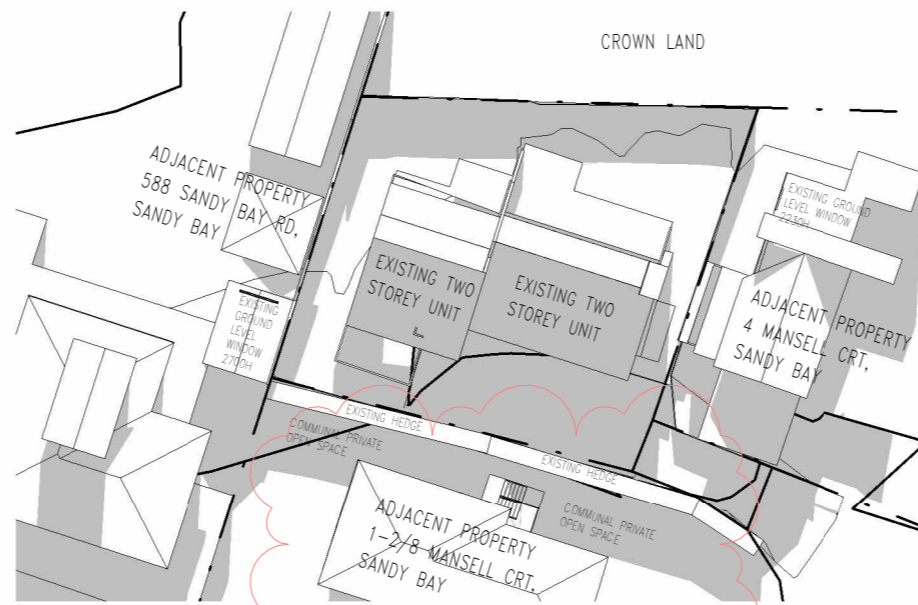 CROWN LAND
ADJACENT PROPERTY
588 SANDY BAY RD,
SANDY BAY
EXISTING GROUND
LEVEL WINDOW
2230H
EXISTING TWO
STOREY UNIT
EXISTING TWO
STOREY UNIT
ADJACENT PROPERTY
4 MANSELL CRT,
SANDY BAY
EXISTING
GROUND
LEVEL
WINDOW
2700H
EXISTING HEDGE
COMMUNAL PRIVATE
OPEN SPACE
EXISTING HEDGE
COMMUNAL PRIVATE
OPEN SPACE
ADJACENT PROPERTY
1-2/8 MANSELL CRT,
SANDY BAY